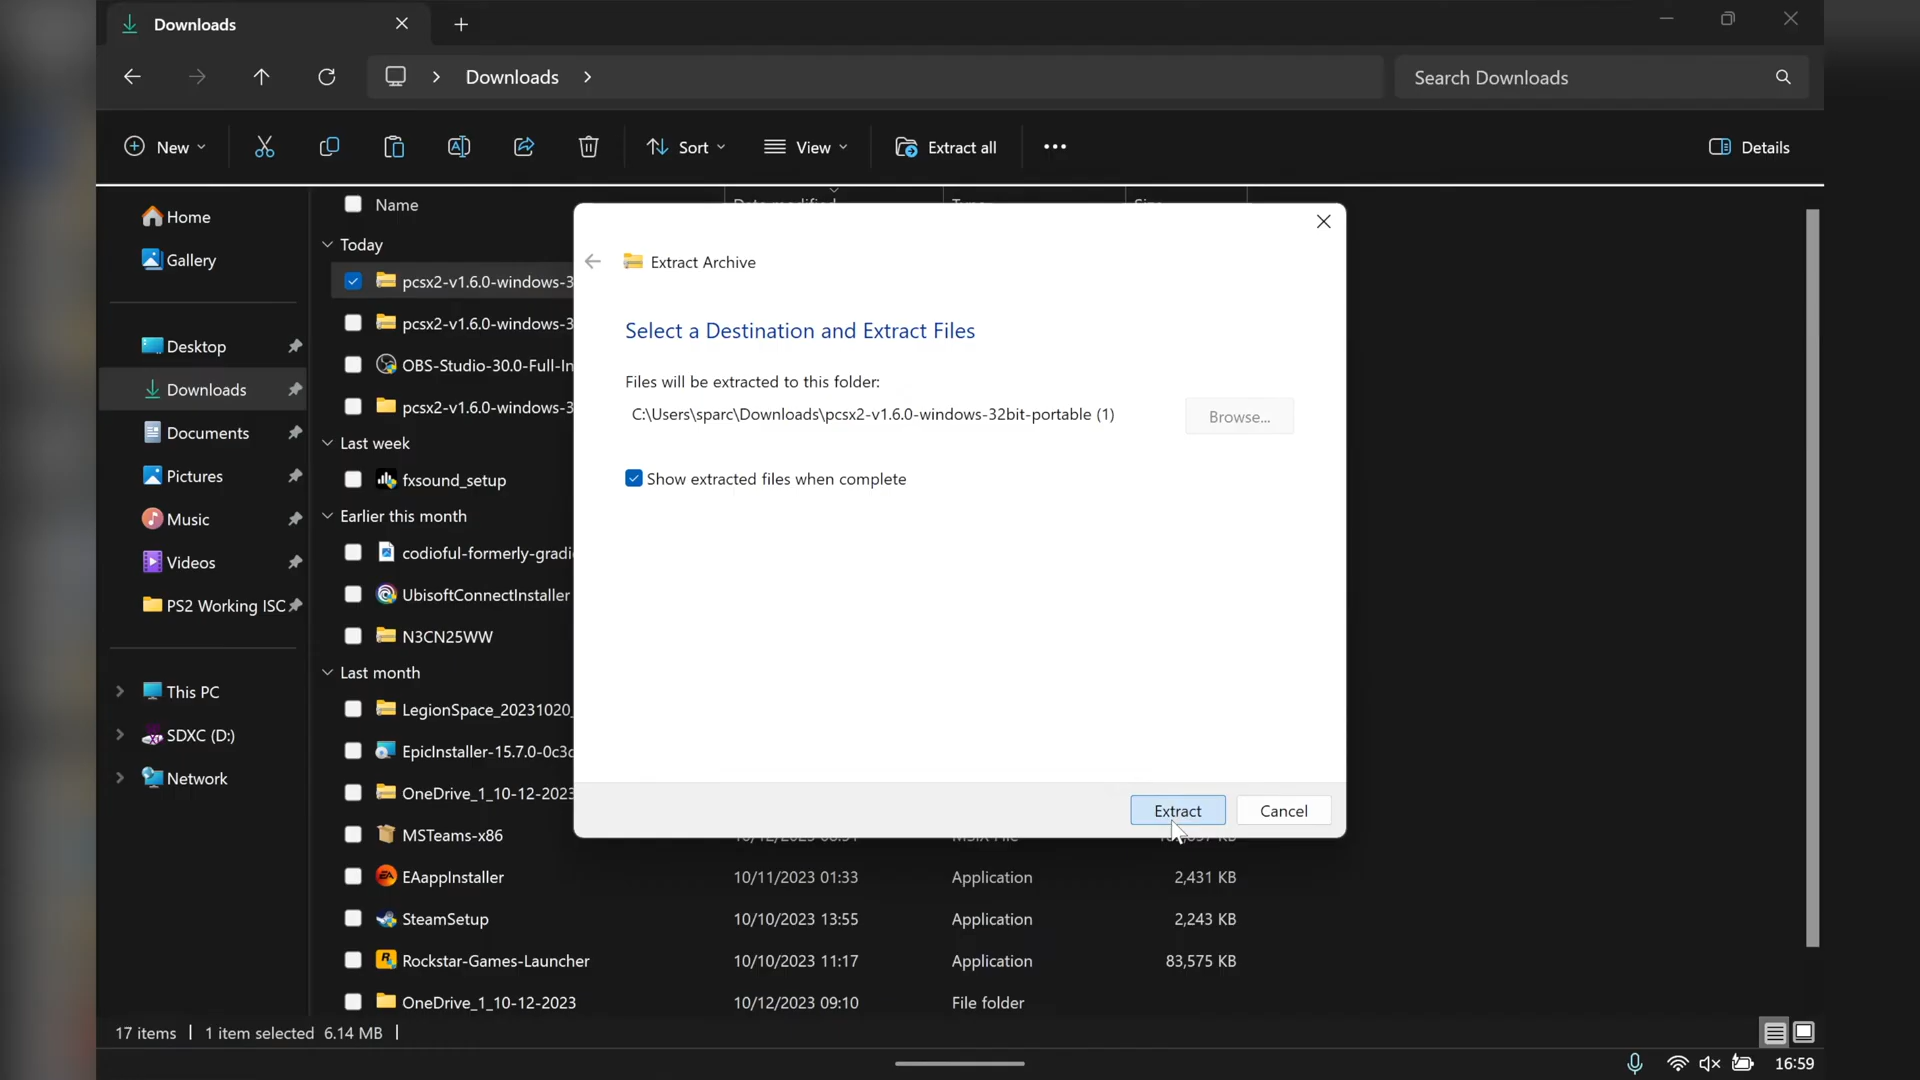 Downloads
Downloads
Search Downloads
New
Sort
View
Extract all
Details
Name
Home
Gallery
Desktop
Downloads
Documents
Pictures
Music
Videos
PS2 Working ISC
This PC
SDXC (D:)
Network
Today
pcsx2-v1.6.0-windows-3
pcsx2-v1.6.0-windows-3
OBS-Studio-30.0-Full-In
pcsx2-v1.6.0-windows-3
Last week
fxsound_setup
Earlier this month
codioful-formerly-gradi
UbisoftConnectInstaller
N3CN25WW
Last month
LegionSpace_20231020_
EpicInstaller-15.7.0-0c3c
OneDrive_1_10-12-2023
MSTeams-x86
EAappInstaller 10/11/2023 01:33 Application 2,431 KB
SteamSetup 10/10/2023 13:55 Application 2,243 KB
Rockstar-Games-Launcher 10/10/2023 11:17 Application 83,575 KB
OneDrive_1_10-12-2023 10/12/2023 09:10 File folder
Extract Archive
Select a Destination and Extract Files
Files will be extracted to this folder:
C:\Users\sparc\Downloads\pcsx2-v1.6.0-windows-32bit-portable (1)
Browse...
Show extracted files when complete
Extract
Cancel
17 items
1 item selected 6.14 MB
16:59